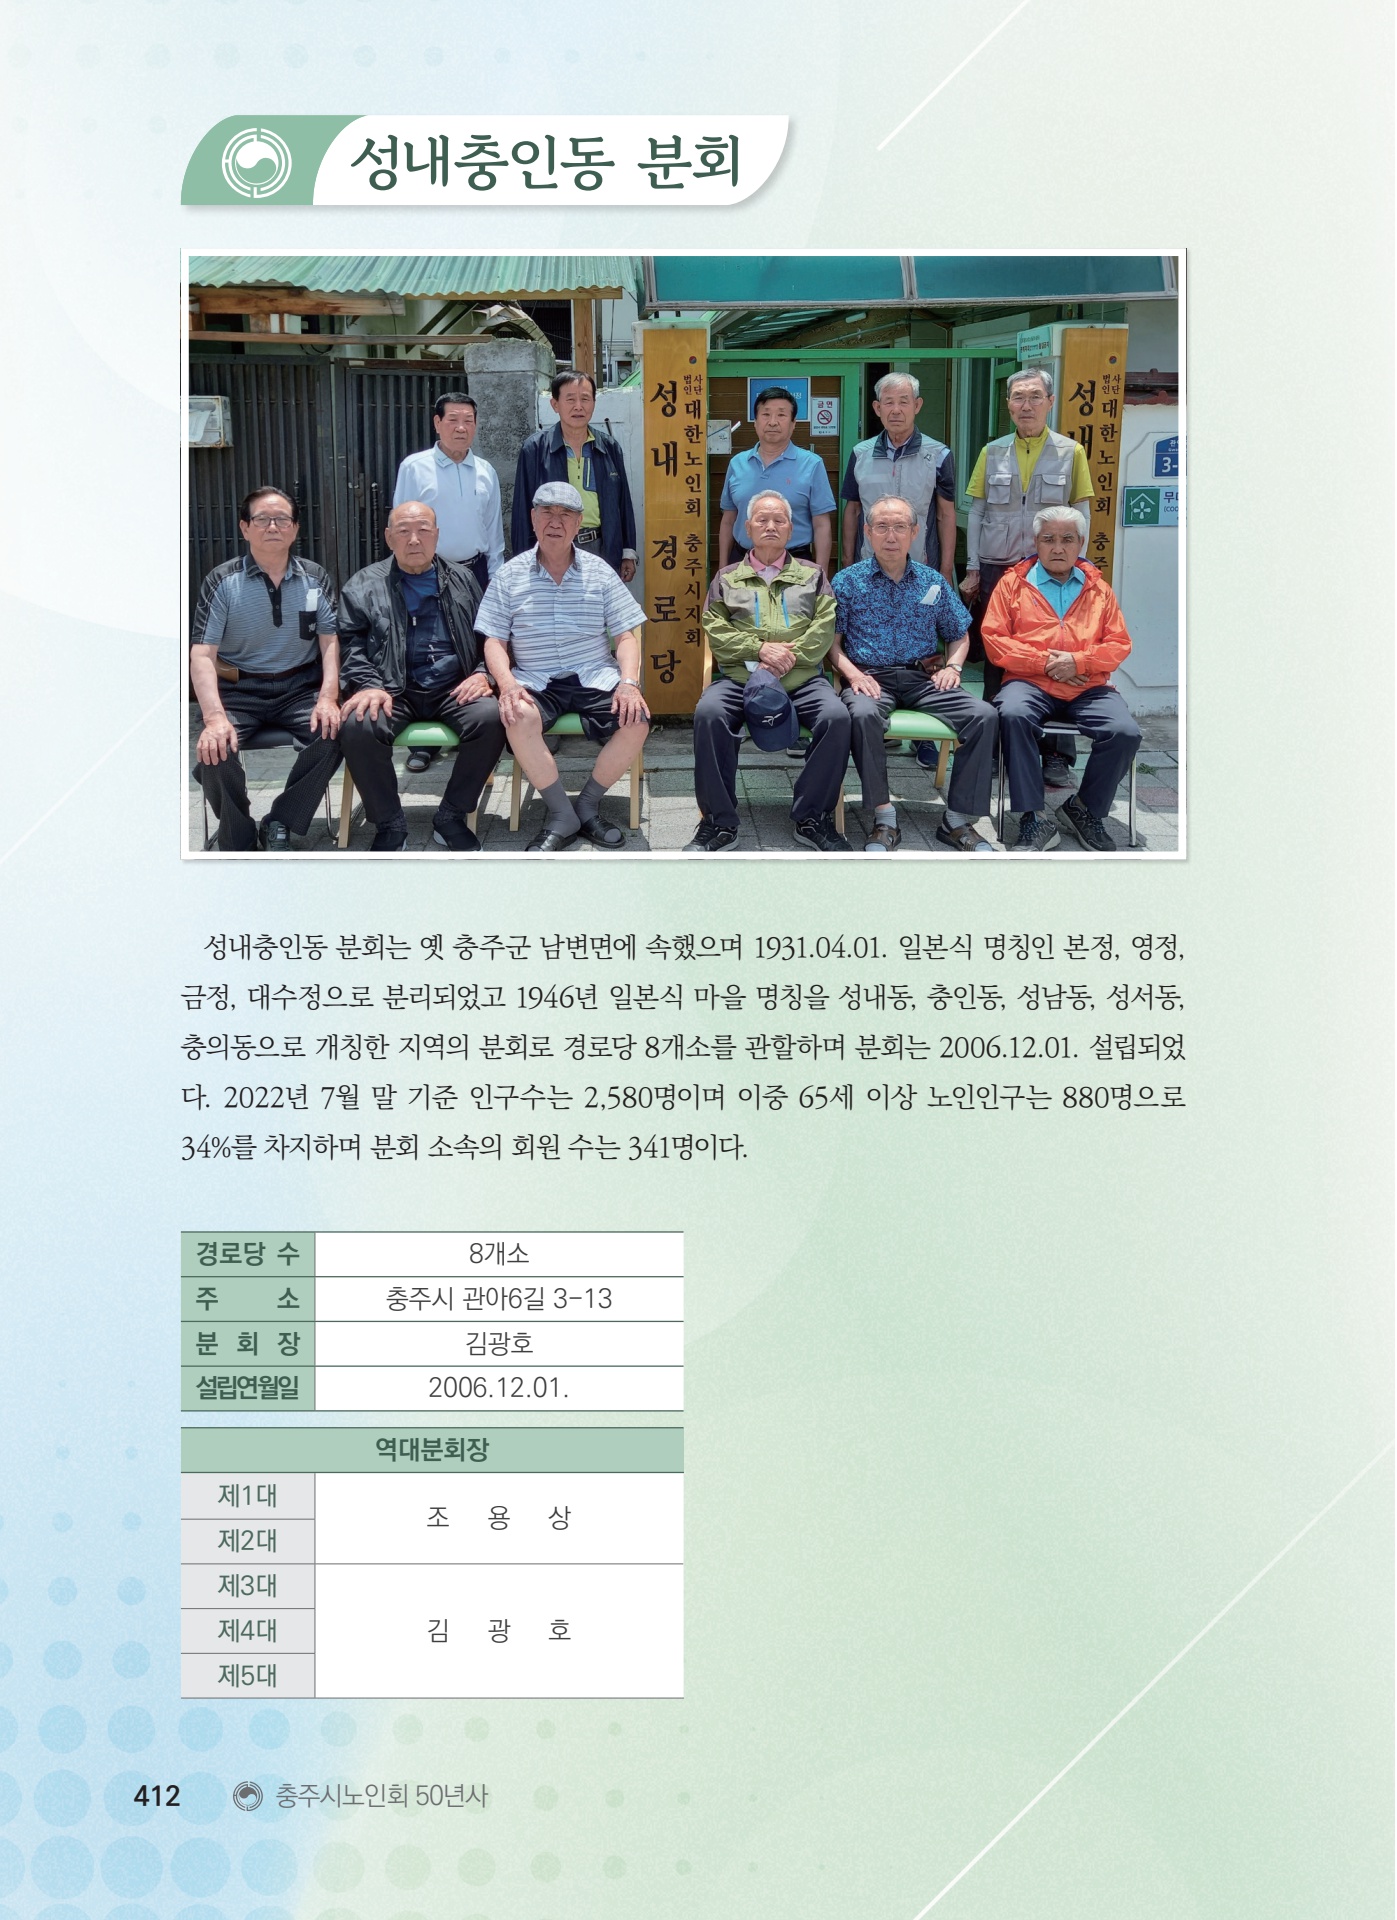 성내충인동 분회
성내 경로당
사단법인 대한노인회 충주시지회
금연
사단법인 대한노인회 충주
성내
3-
성내충인동 분회는 옛 충주군 남변면에 속했으며 1931.04.01. 일본식 명칭인 본정, 영정,
금정, 대수정으로 분리되었고 1946년 일본식 마을 명칭을 성내동, 충인동, 성남동, 성서동,
충의동으로 개칭한 지역의 분회로 경로당 8개소를 관할하며 분회는 2006.12.01. 설립되었
다. 2022년 7월 말 기준 인구수는 2,580명이며 이중 65세 이상 노인인구는 880명으로
34%를 차지하며 분회 소속의 회원 수는 341명이다.
경로당 수 8개소
주 소 충주시 관아6길 3-13
분 회 장 김광호
설립연월일 2006.12.01.
역대분회장
제1대
조 용 상
제2대
제3대
제4대
김 광 호
제5대
412 충주시노인회 50년사